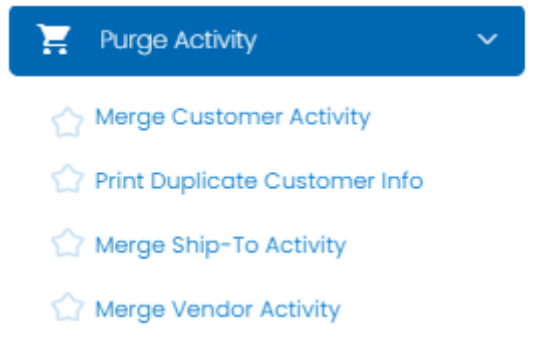 Purge Activity
Merge Customer Activity
Print Duplicate Customer Info
Merge Ship-To Activity
Merge Vendor Activity